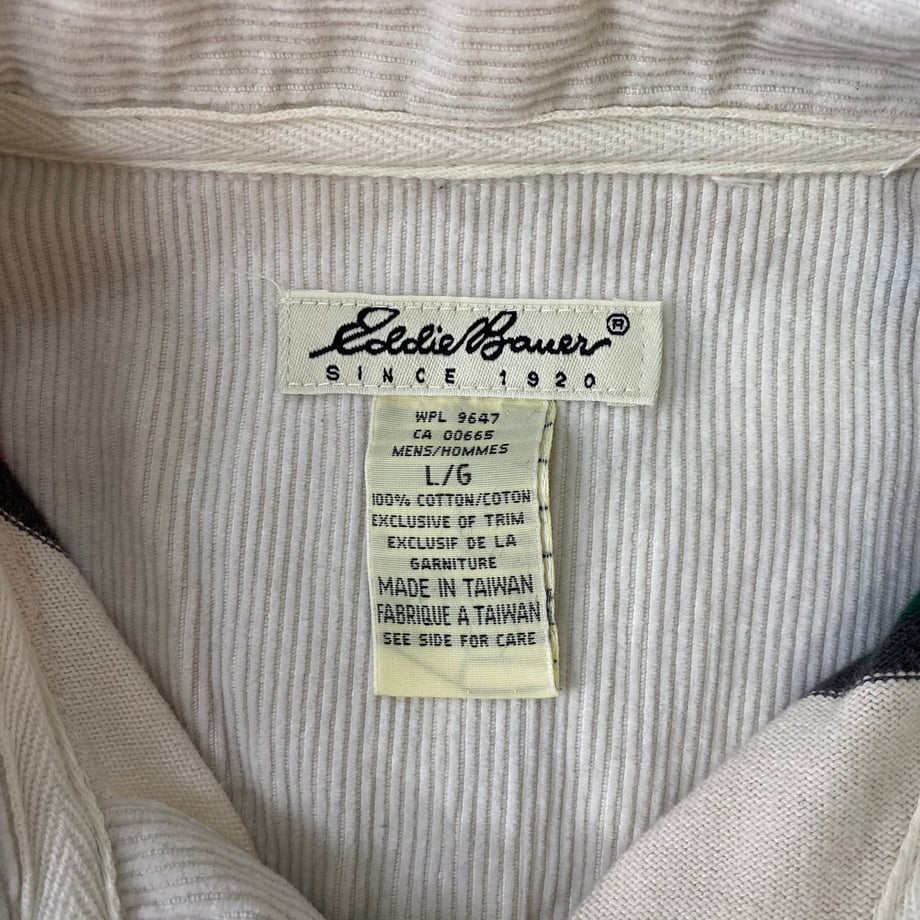 Eddie Bauer®
SINCE 1920
WPL 9647
CA 00665
MENS/HOMMES
L/G
100% COTTON/COTON
EXCLUSIVE OF TRIM
EXCLUSIF DE LA
GARNITURE
MADE IN TAIWAN
FABRIQUE A TAIWAN
SEE SIDE FOR CARE